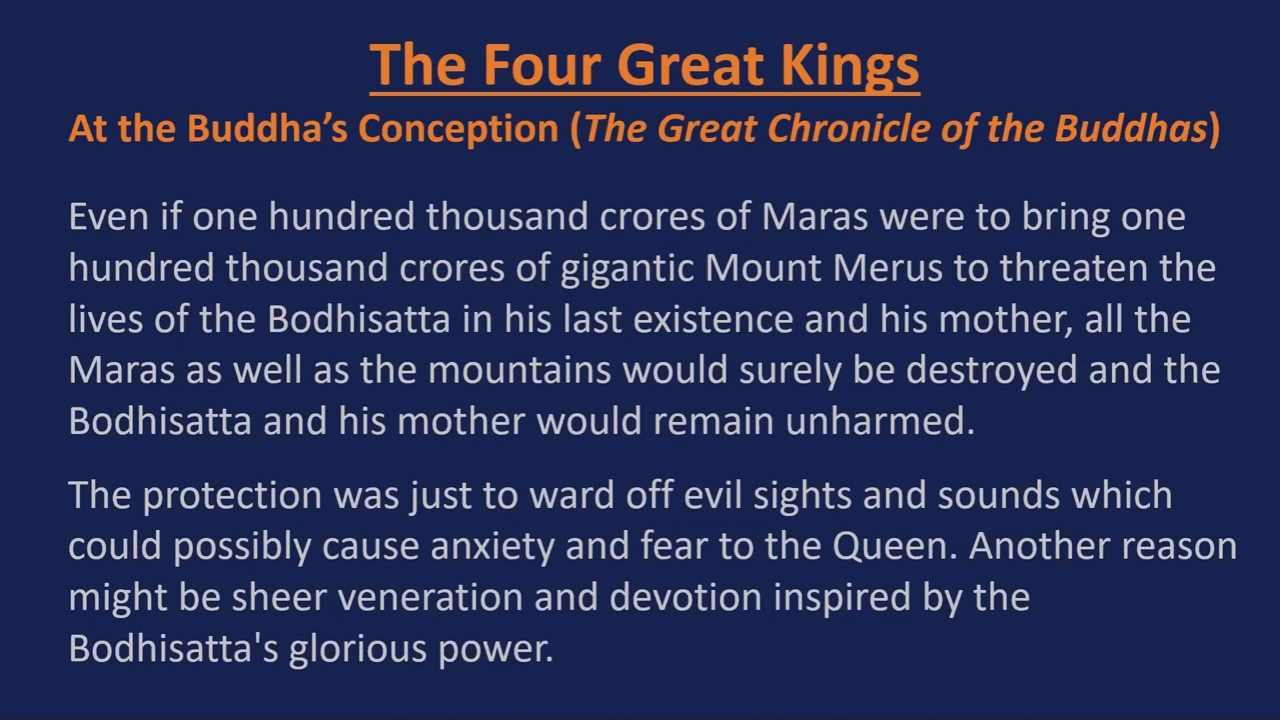 The Four Great Kings
At the Buddha’s Conception (The Great Chronicle of the Buddhas)
Even if one hundred thousand crores of Maras were to bring one
hundred thousand crores of gigantic Mount Merus to threaten the
lives of the Bodhisatta in his last existence and his mother, all the
Maras as well as the mountains would surely be destroyed and the
Bodhisatta and his mother would remain unharmed.
The protection was just to ward off evil sights and sounds which
could possibly cause anxiety and fear to the Queen. Another reason
might be sheer veneration and devotion inspired by the
Bodhisatta's glorious power.